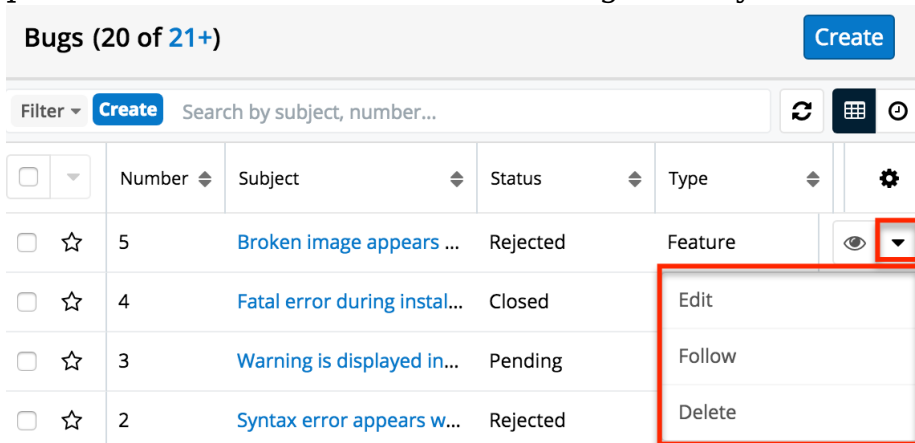 Bugs (20 of 21+)
Create
Filter Create Search by subject, number...
Number Subject Status Type
5 Broken image appears ... Rejected Feature
4 Fatal error during instal... Closed
Edit
3 Warning is displayed in... Pending
Follow
2 Syntax error appears w... Rejected
Delete